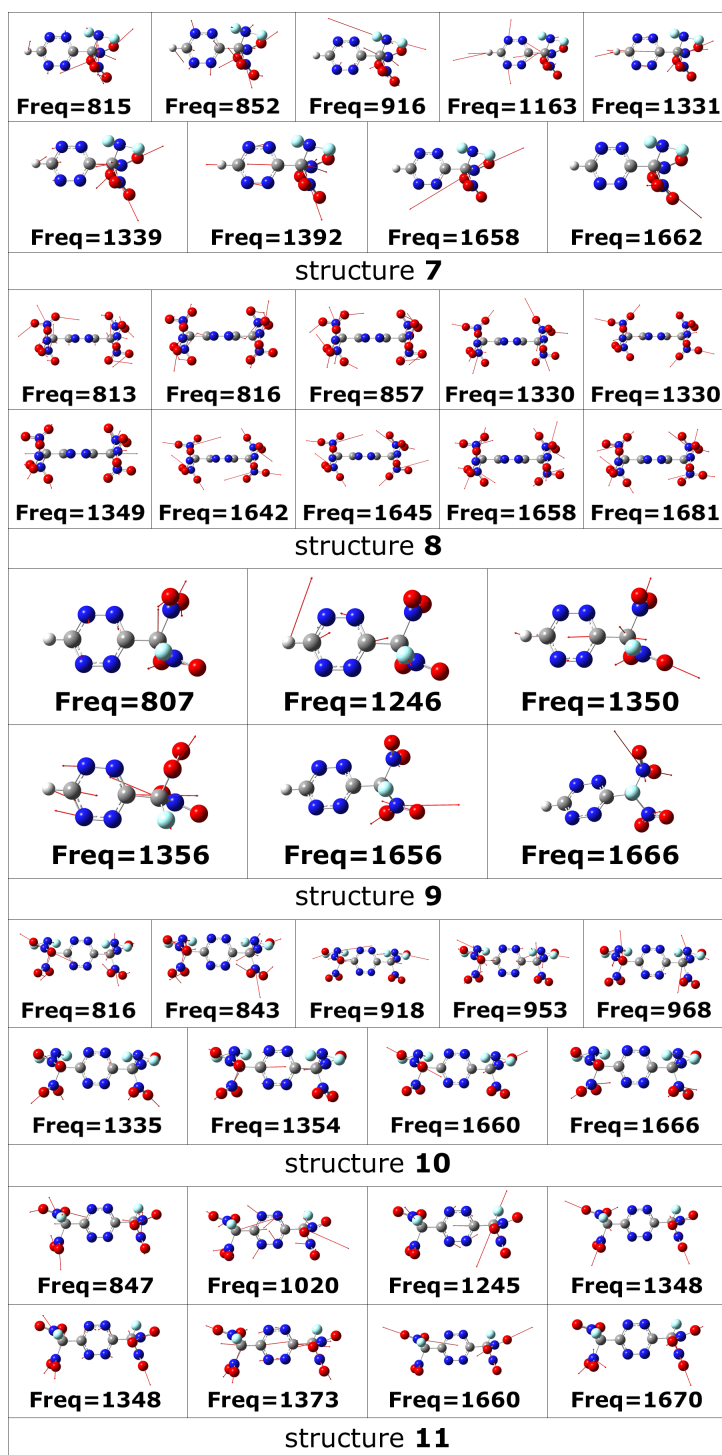 Freq=815 Freq=852 Freq=916 Freq=1163 Freq=1331
Freq=1339 Freq=1392 Freq=1658 Freq=1662
structure 7
Freq=813 Freq=816 Freq=857 Freq=1330 Freq=1330
Freq=1349 Freq=1642 Freq=1645 Freq=1658 Freq=1681
structure 8
Freq=807 Freq=1246 Freq=1350
Freq=1356 Freq=1656 Freq=1666
structure 9
Freq=816 Freq=843 Freq=918 Freq=953 Freq=968
Freq=1335 Freq=1354 Freq=1660 Freq=1666
structure 10
Freq=847 Freq=1020 Freq=1245 Freq=1348
Freq=1348 Freq=1373 Freq=1660 Freq=1670
structure 11